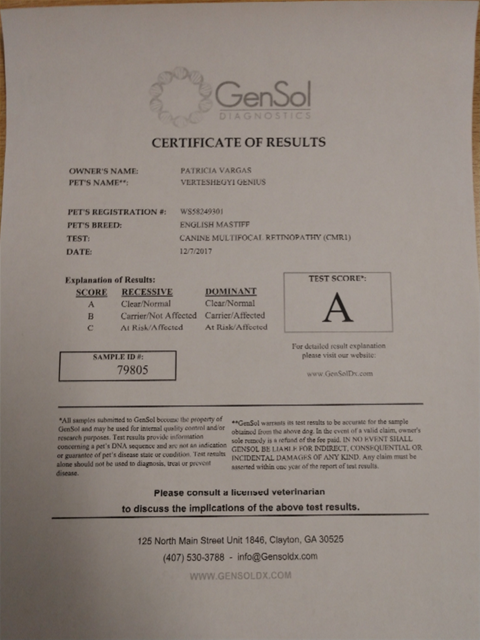 GenSol
DIAGNOSTICS
CERTIFICATE OF RESULTS
OWNER'S NAME: PATRICIA VARGAS
PET'S NAME**: VERTESHEGYI GENIUS
PET'S REGISTRATION #: WS58249301
PET'S BREED: ENGLISH MASTIFF
TEST: CANINE MULTIFOCAL RETINOPATHY (CMR1)
DATE: 12/7/2017
Explanation of Results:
SCORE RECESSIVE DOMINANT
A Clear/Normal Clear/Normal
B Carrier/Not Affected Carrier/Affected
C At Risk/Affected At Risk/Affected
TEST SCORE*:
A
For detailed result explanation
please visit our website:
www.GenSolDx.com
SAMPLE ID #:
79805
*All samples submitted to GenSol become the property of
GenSol and may be used for internal quality control and/or
research purposes. Test results provide information
concerning a pet's DNA sequence and are not an indication
or guarantee of pet's disease state or condition. Test results
alone should not be used to diagnosis, treat or prevent
disease.
**GenSol warrants its test results to be accurate for the sample
obtained from the above dog. In the event of a valid claim, owner's
sole remedy is a refund of the fee paid. IN NO EVENT SHALL
GENSOL BE LIABLE FOR INDIRECT, CONSEQUENTIAL OR
INCIDENTAL DAMAGES OF ANY KIND. Any claim must be
asserted within one year of the report of test results.
Please consult a licensed veterinarian
to discuss the implications of the above test results.
125 North Main Street Unit 1846, Clayton, GA 30525
(407) 530-3788 - info@Gensoldx.com
WWW.GENSOLDX.COM